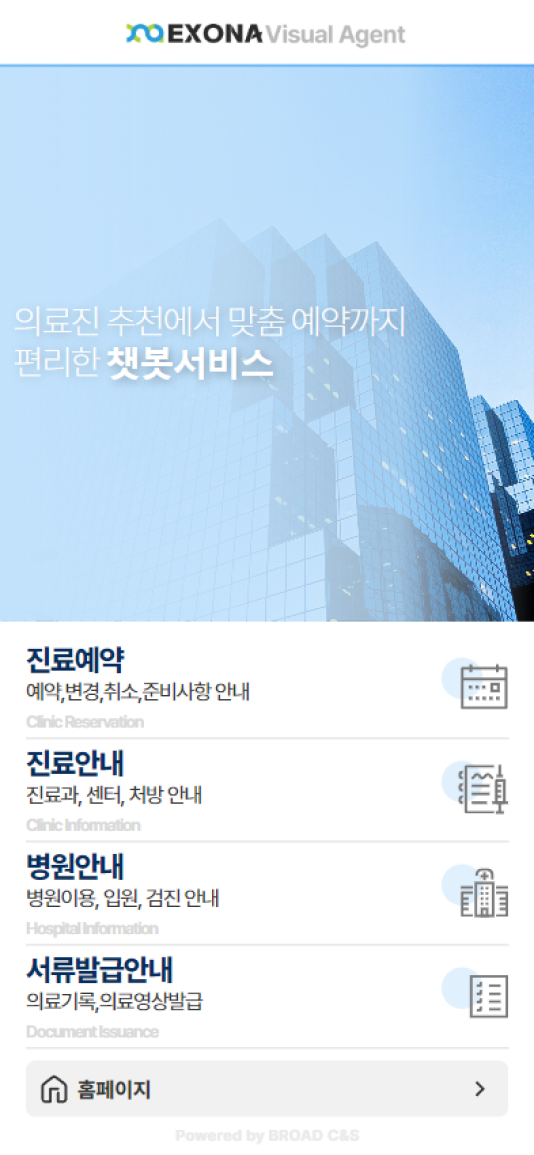 EXONA Visual Agent
의료진 추천에서 맞춤 예약까지
편리한 챗봇서비스
진료예약
예약,변경,취소,준비사항 안내
Clinic Reservation
진료안내
진료과, 센터, 처방 안내
Clinic Information
병원안내
병원이용, 입원, 검진 안내
Hospital Information
서류발급안내
의료기록,의료영상발급
Document Issuance
홈페이지
Powered by BROAD C&S